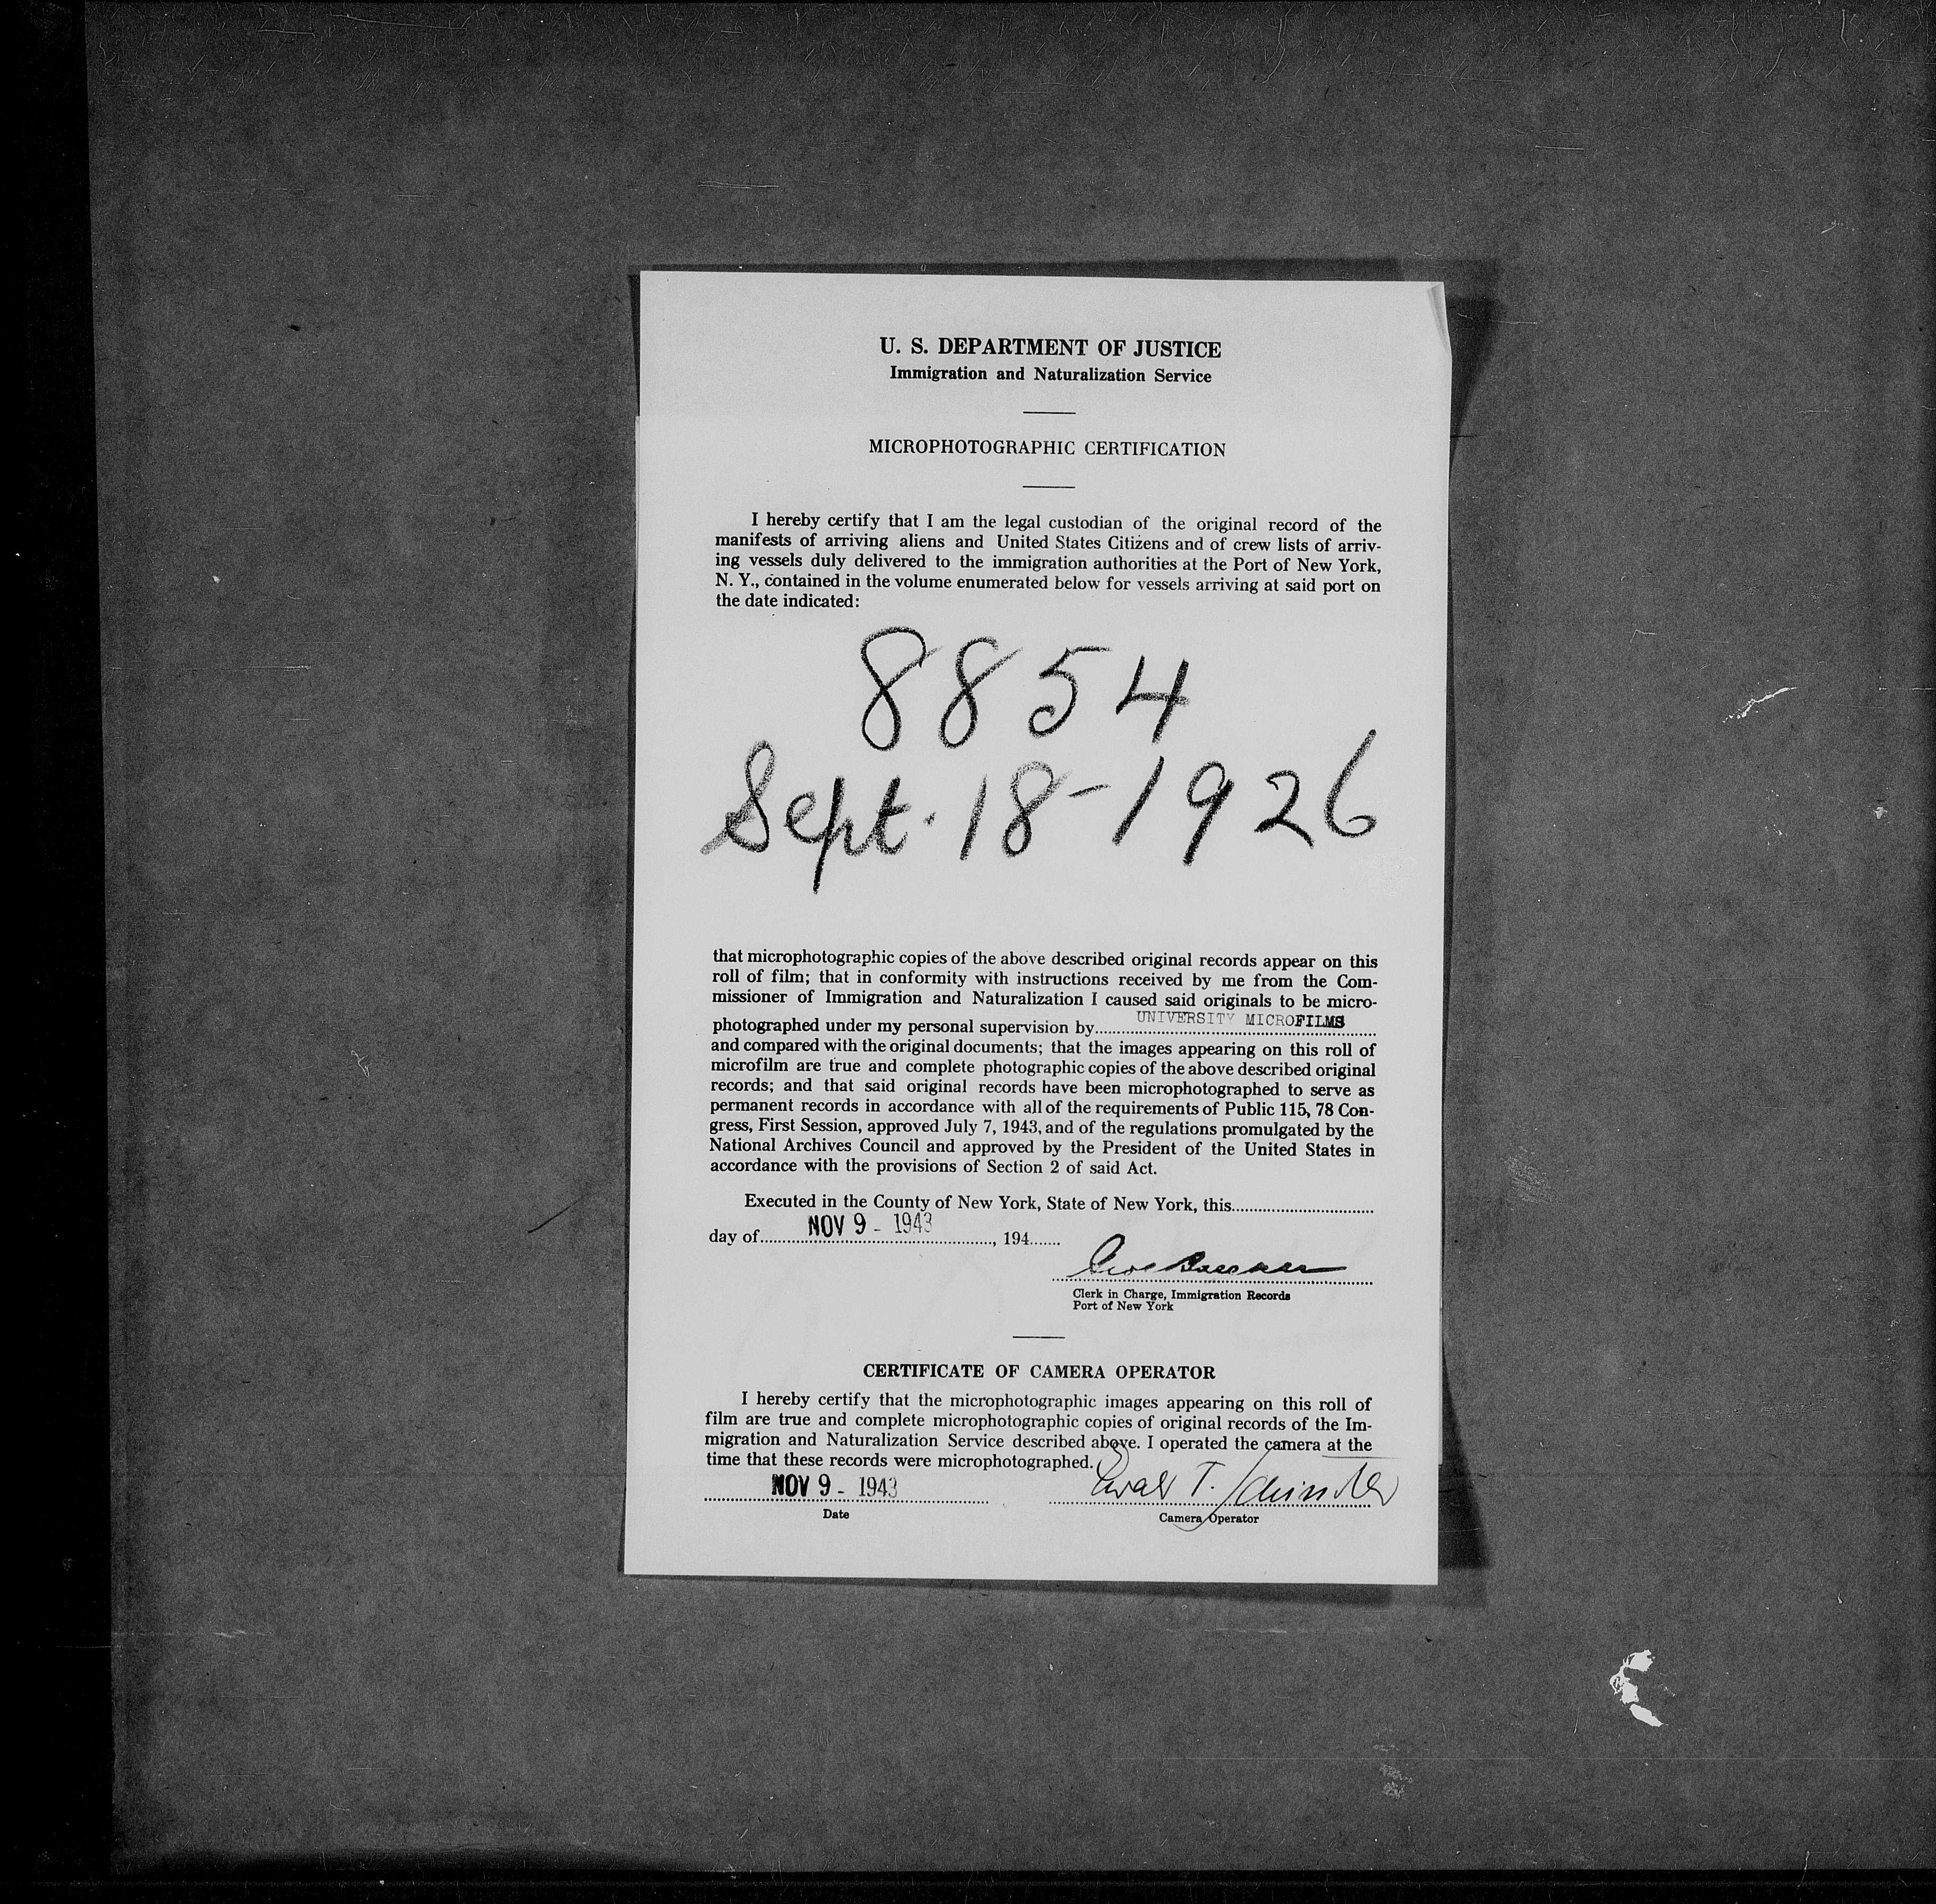 U. S. DEPARTMENT OF JUSTICE
Immigration and Naturalization Service
MICROPHOTOGRAPHIC CERTIFICATION
I hereby certify that I am the legal custodian of the original record of the
manifests of arriving aliens and United States Citizens and of crew lists of arriv-
ing vessels duly delivered to the immigration authorities at the Port of New York,
N. Y., contained in the volume enumerated below for vessels arriving at said port on
the date indicated:
8854
Sept. 18-1926
that microphotographic copies of the above described original records appear on this
roll of film; that in conformity with instructions received by me from the Com-
missioner of Immigration and Naturalization I caused said originals to be micro-
photographed under my personal supervision by UNIVERSITY MICROFILMS
and compared with the original documents; that the images appearing on this roll of
microfilm are true and complete photographic copies of the above described original
records; and that said original records have been microphotographed to serve as
permanent records in accordance with all of the requirements of Public 115, 78 Con-
gress, First Session, approved July 7, 1943, and of the regulations promulgated by the
National Archives Council and approved by the President of the United States in
accordance with the provisions of Section 2 of said Act.
Executed in the County of New York, State of New York, this
day of NOV 9 - 1943, 194
Clerk in Charge, Immigration Records
Port of New York
CERTIFICATE OF CAMERA OPERATOR
I hereby certify that the microphotographic images appearing on this roll of
film are true and complete microphotographic copies of original records of the Im-
migration and Naturalization Service described above. I operated the camera at the
time that these records were microphotographed.
NOV 9 - 1943 T.
Date Camera Operator